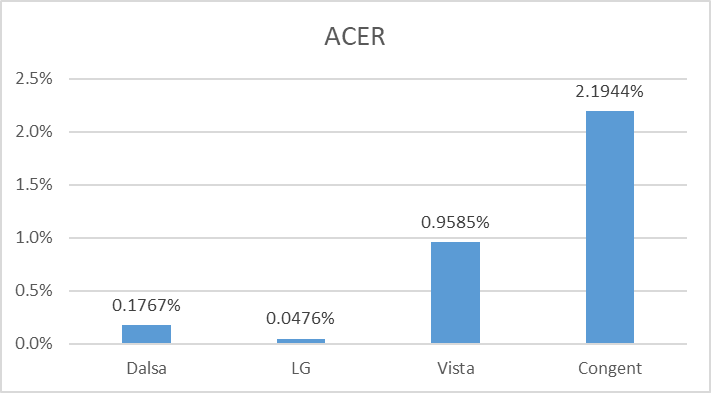 ACER
2.5%
2.0%
1.5%
1.0%
0.5%
0.0%
0.1767%
0.0476%
0.9585%
2.1944%
Dalsa
LG
Vista
Congent